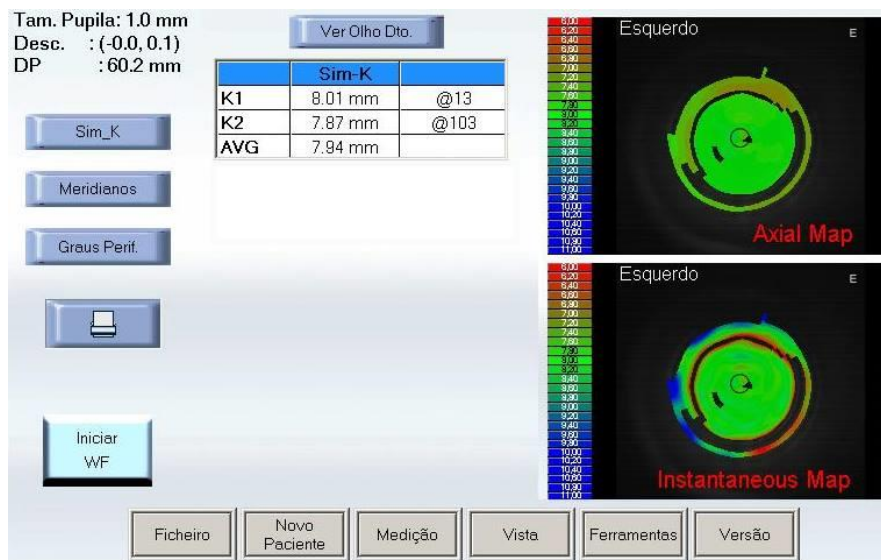 Tam. Pupila: 1.0 mm
Desc. : (-0.0, 0.1)
DP :60.2 mm
Ver Olho Dto.
Sim-K
K1 8.01 mm @13
K2 7.87 mm @103
AVG 7.94 mm
Sim_K
Meridianos
Graus Perif.
Iniciar
WF
Esquerdo E
Axial Map
Esquerdo E
Instantaneous Map
Ficheiro
Novo
Paciente
Medição
Vista
Ferramentas
Versão